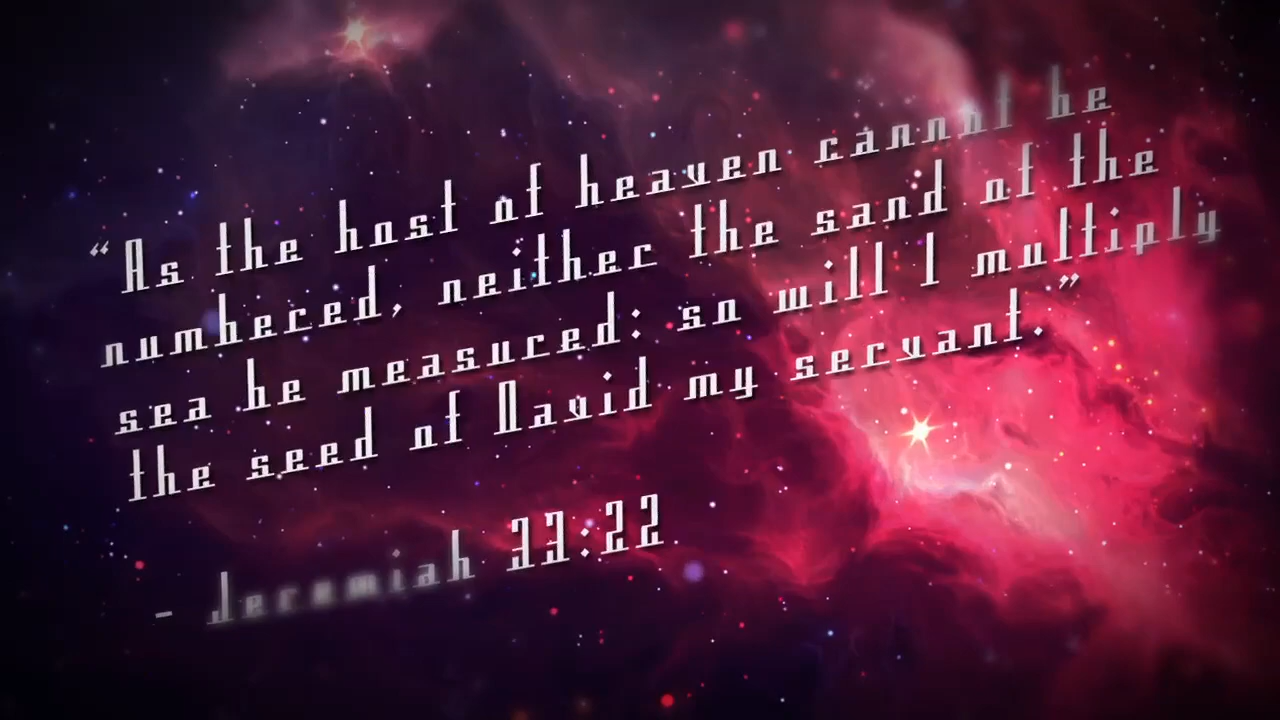 “As the host of heaven cannot be
numbered, neither the sand of the
sea be measured: so will I multiply
the seed of David my servant.”
- Jeremiah 33:22